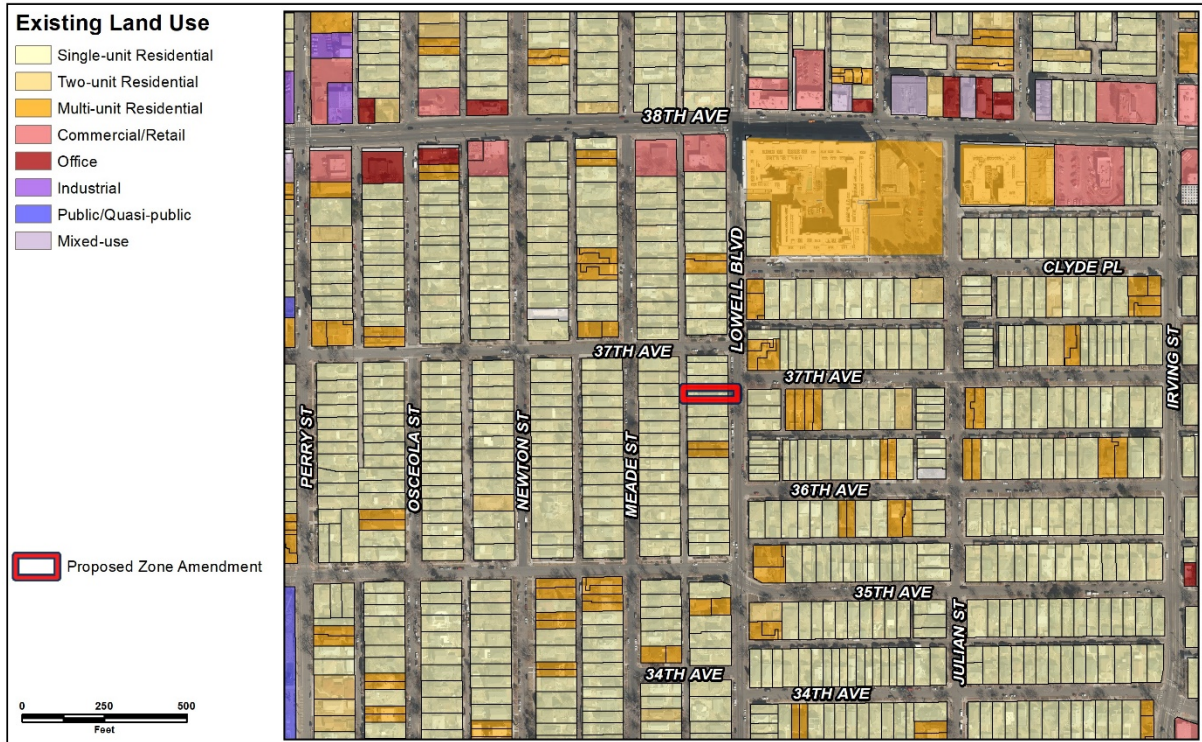 Existing Land Use
Single-unit Residential
Two-unit Residential
Multi-unit Residential
Commercial/Retail
Office
Industrial
Public/Quasi-public
Mixed-use
Proposed Zone Amendment
0 250 500
Feet
38TH AVE
LOWELL BLVD
CLYDE PL
37TH AVE
37TH AVE
IRVING ST
PERRY ST
OSCEOLA ST
NEWTON ST
MEADE ST
36TH AVE
35TH AVE
JULIAN ST
34TH AVE
34TH AVE